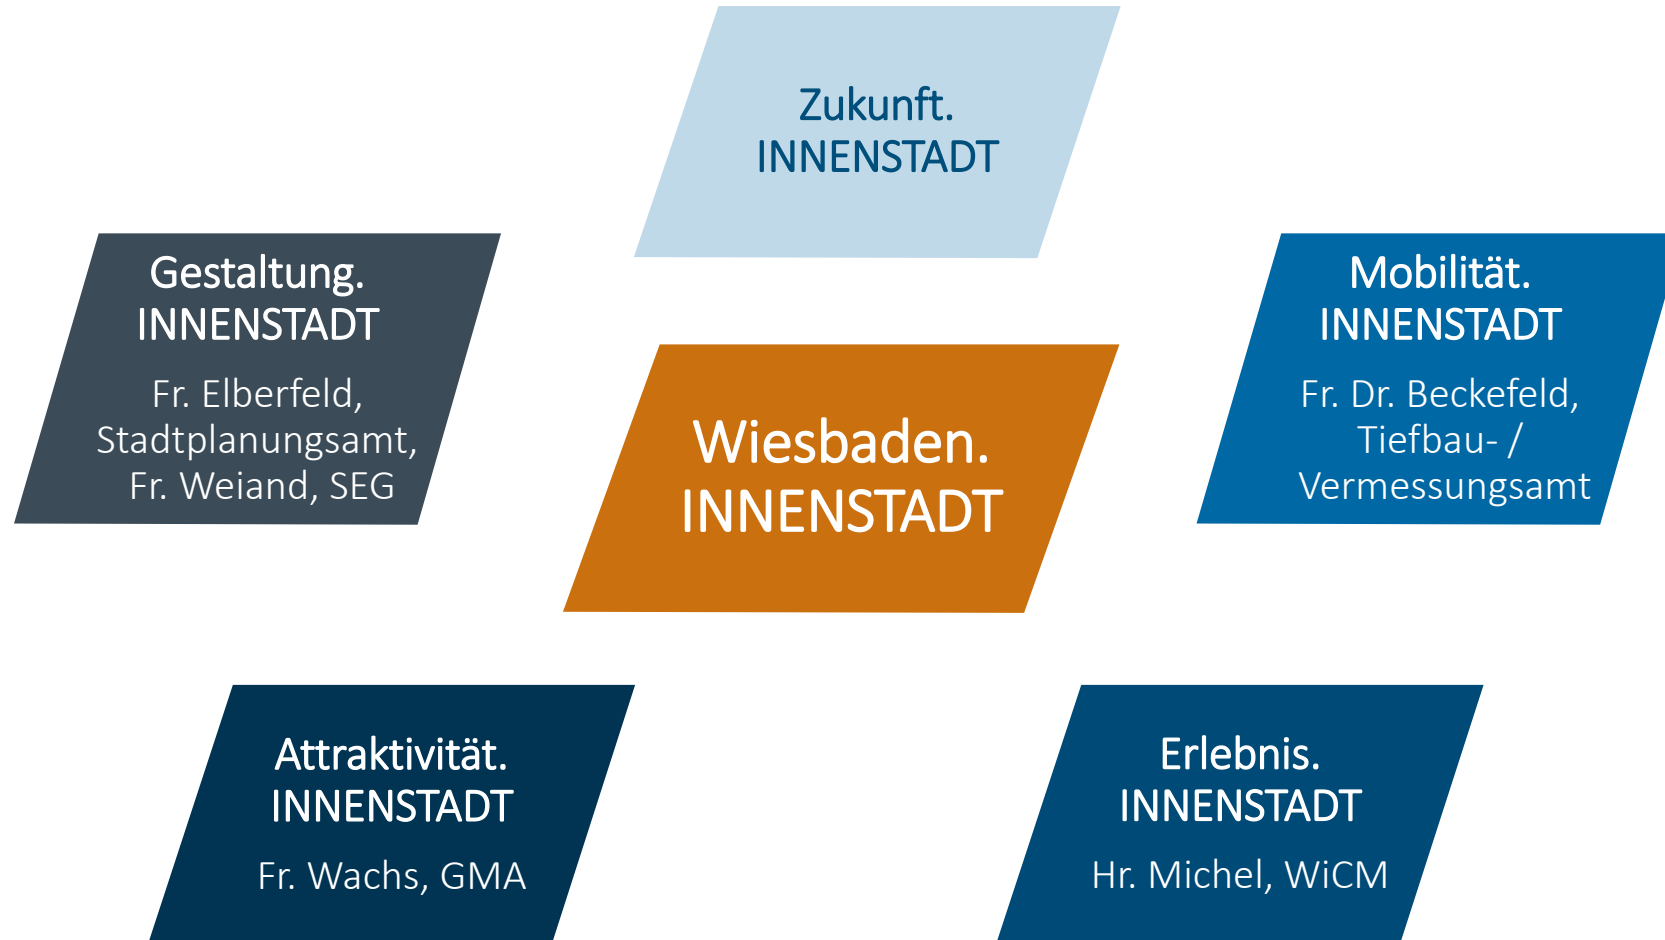 Zukunft.
INNENSTADT
Gestaltung.
INNENSTADT
Fr. Elberfeld,
Stadtplanungsamt,
Fr. Weiand, SEG
Mobilität.
INNENSTADT
Fr. Dr. Beckefeld,
Tiefbau- /
Vermessungsamt
Wiesbaden.
INNENSTADT
Attraktivität.
INNENSTADT
Fr. Wachs, GMA
Erlebnis.
INNENSTADT
Hr. Michel, WiCM